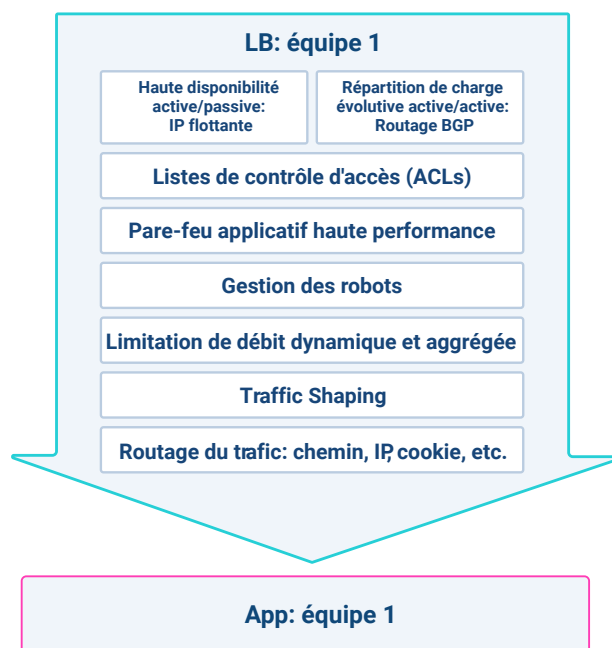 LB: équipe 1
Haute disponibilité
active/passive:
IP flottante
Répartition de charge
évolutive active/active:
Routage BGP
Listes de contrôle d'accès (ACLs)
Pare-feu applicatif haute performance
Gestion des robots
Limitation de débit dynamique et aggrégée
Traffic Shaping
Routage du trafic: chemin, IP, cookie, etc.
App: équipe 1